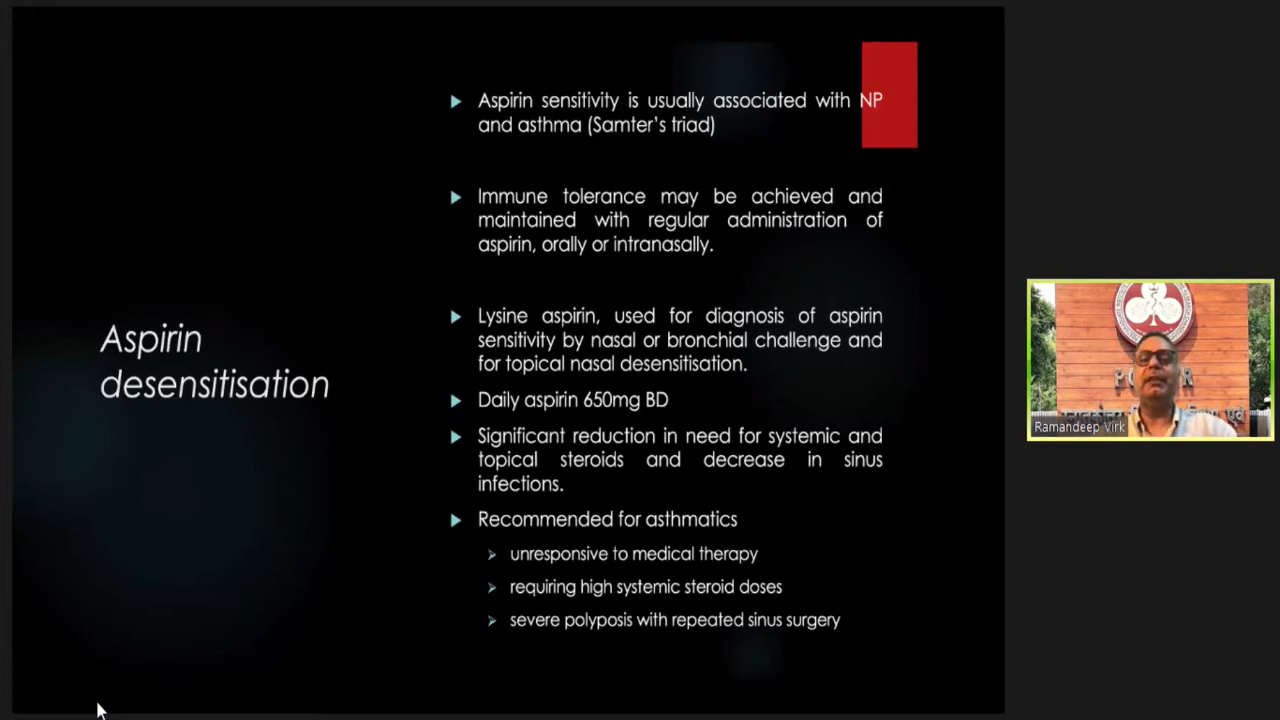 Aspirin sensitivity is usually associated with NP
and asthma (Samter's triad)
Immune tolerance may be achieved and
maintained with regular administration of
aspirin, orally or intranasally.
Lysine aspirin, used for diagnosis of aspirin
sensitivity by nasal or bronchial challenge and
for topical nasal desensitisation.
Daily aspirin 650mg BD
Significant reduction in need for systemic and
topical steroids and decrease in sinus
infections.
Recommended for asthmatics
unresponsive to medical therapy
requiring high systemic steroid doses
severe polyposis with repeated sinus surgery
Aspirin
desensitisation
Ramandeep Virk